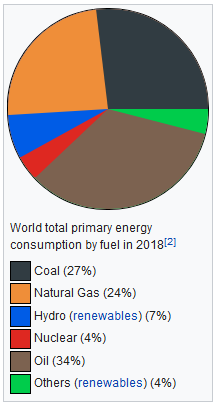 World total primary energy
consumption by fuel in 2018[2]
Coal (27%)
Natural Gas (24%)
Hydro (renewables) (7%)
Nuclear (4%)
Oil (34%)
Others (renewables) (4%)